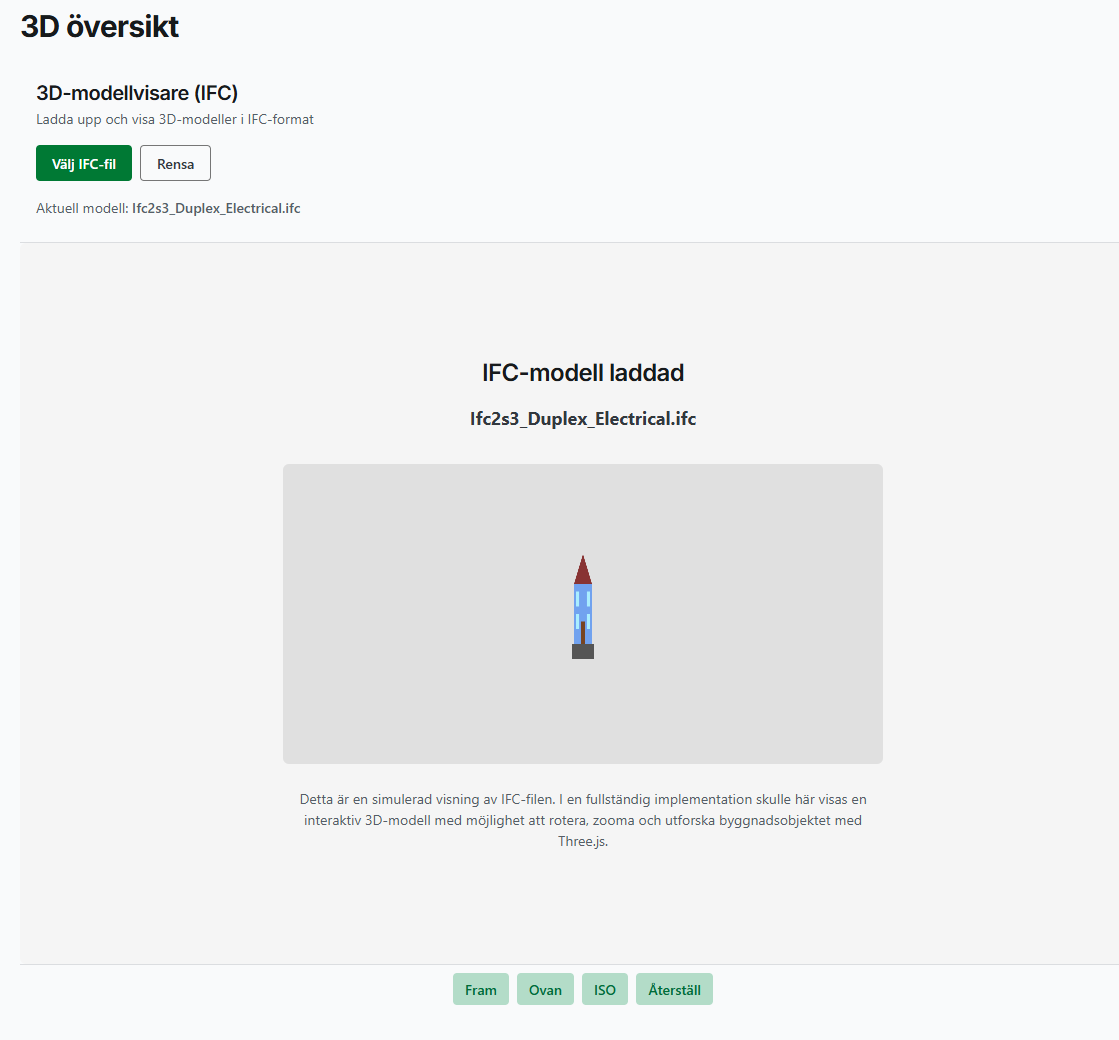 3D översikt
3D-modellvisare (IFC)
Ladda upp och visa 3D-modeller i IFC-format
Välj IFC-fil
Rensa
Aktuell modell: Ifc2s3_Duplex_Electrical.ifc
IFC-modell laddad
Ifc2s3_Duplex_Electrical.ifc
Detta är en simulerad visning av IFC-filen. I en fullständig implementation skulle här visas en
interaktiv 3D-modell med möjlighet att rotera, zooma och utforska byggnadsobjektet med
Three.js.
Fram
Ovan
ISO
Återställ